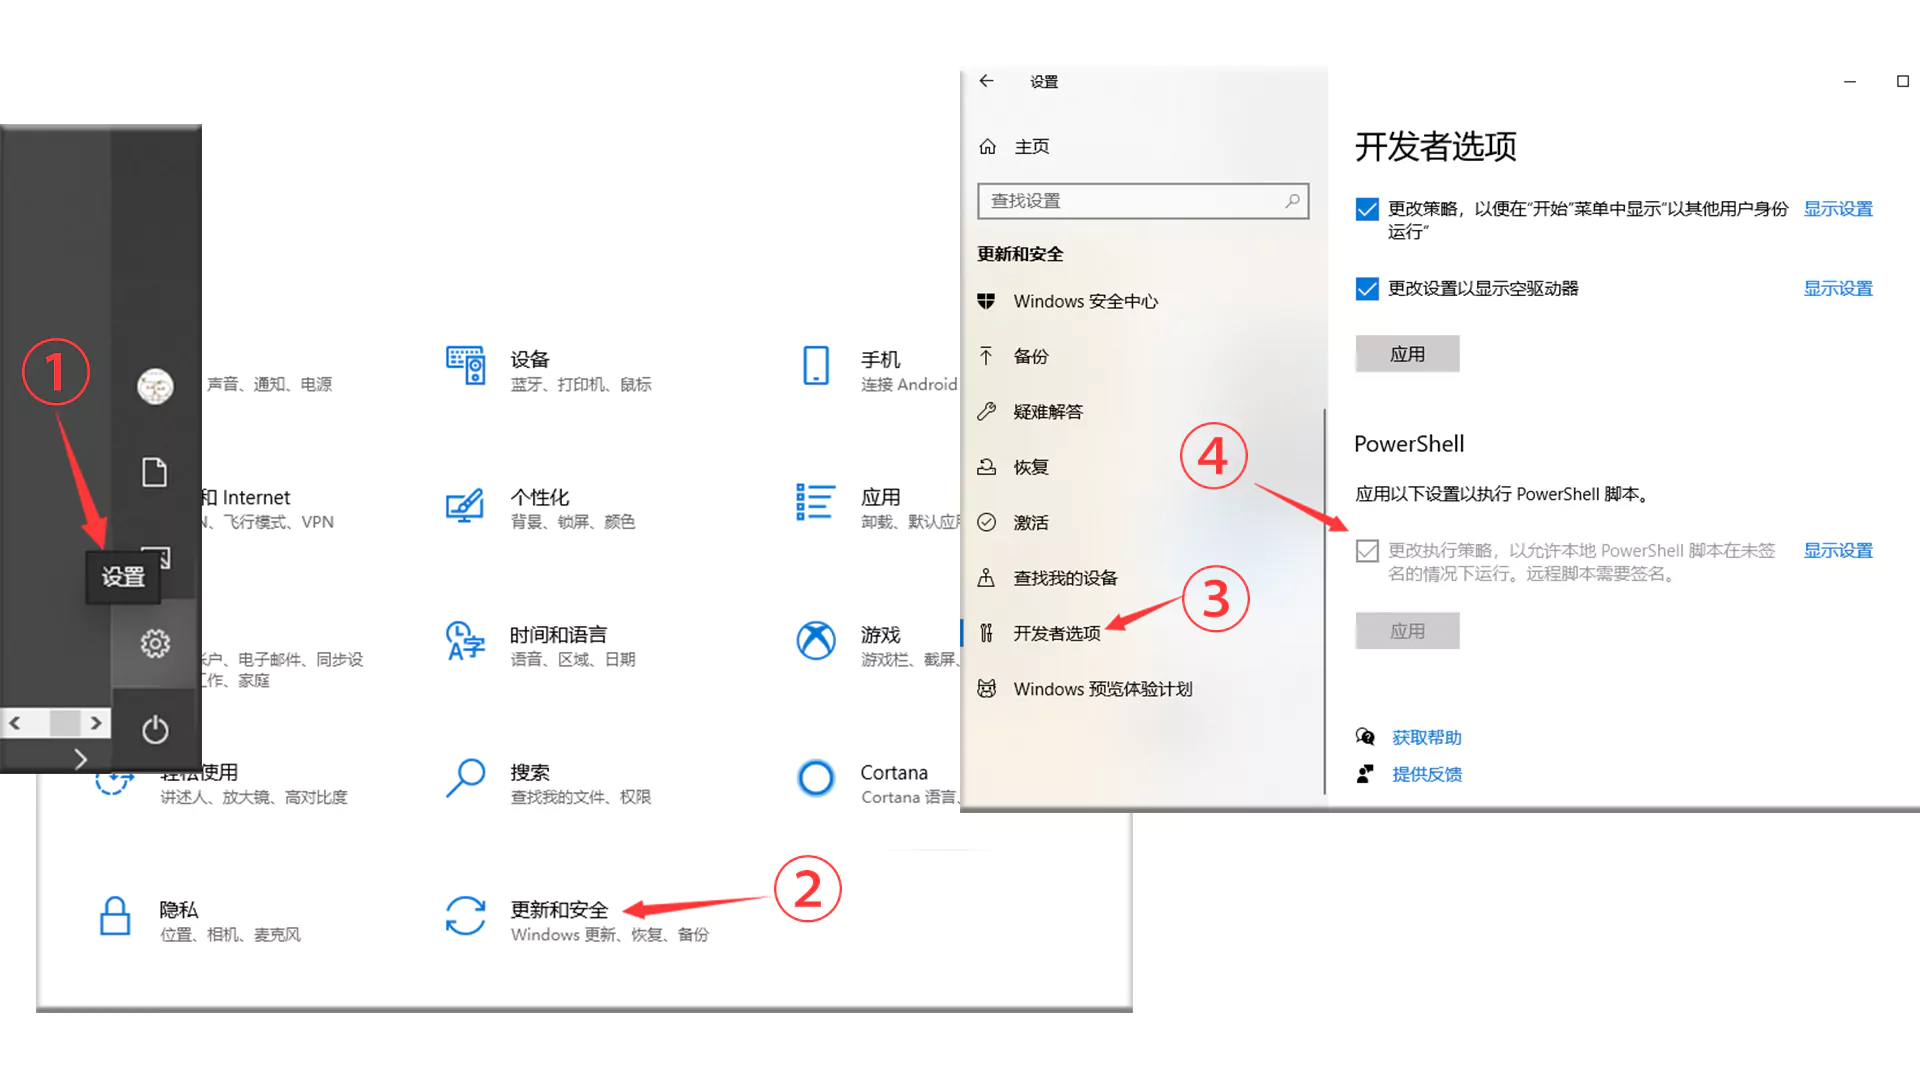 ①
设置
声音、通知、电源
设备
蓝牙、打印机、鼠标
手机
连接 Android
和 Internet
、飞行模式、VPN
个性化
背景、锁屏、颜色
应用
卸载、默认应用
时间和语言
语音、区域、日期
游戏
游戏栏、截屏、
账户、电子邮件、同步设
工作、家庭
轻松使用
讲述人、放大镜、高对比度
搜索
查找我的文件、权限
Cortana
Cortana 语言、
隐私
位置、相机、麦克风
更新和安全
Windows 更新、恢复、备份
②
设置
主页
查找设置
更新和安全
Windows 安全中心
备份
疑难解答
恢复
激活
查找我的设备
开发者选项
Windows 预览体验计划
③
④
开发者选项
更改策略，以便在“开始”菜单中显示“以其他用户身份 显示设置
运行”
更改设置以显示空驱动器 显示设置
应用
PowerShell
应用以下设置以执行 PowerShell 脚本。
更改执行策略，以允许本地 PowerShell 脚本在未签 显示设置
名的情况下运行。远程脚本需要签名。
应用
获取帮助
提供反馈